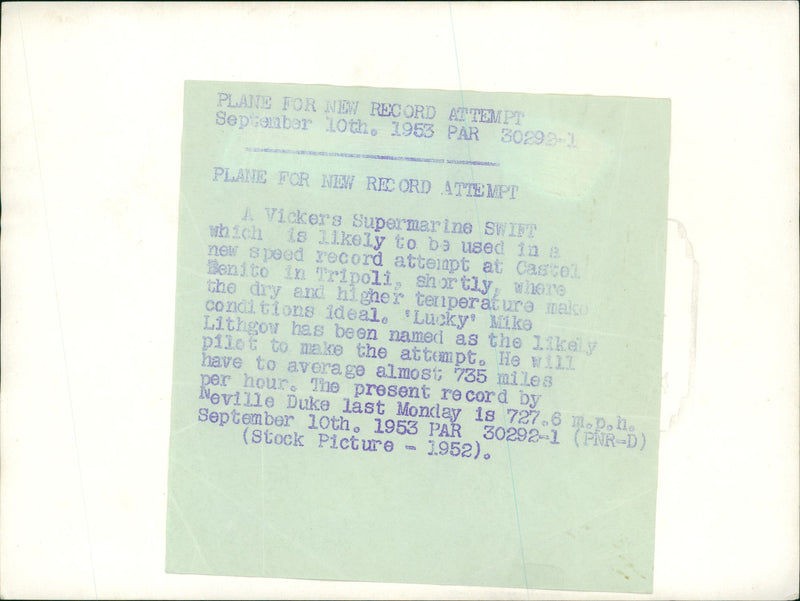 PLANE FOR NEW RECORD ATTEMPT
September 10th. 1953 PAR 30292-1
PLANE FOR NEW RECORD ATTEMPT
A Vickers Supermarine SWIFT
which is likely to be used in a
new speed record attempt at Castel
Benito in Tripoli, shortly, where
the dry and higher temperature make
conditions ideal. 'Lucky' Mike
Lithgow has been named as the likely
pilot to make the attempt. He will
have to average almost 735 miles
per hour. The present record by
Neville Duke last Monday is 727.6 m.p.h.
September 10th. 1953 PAR 30292-1 (PNR-D)
(Stock Picture - 1952).